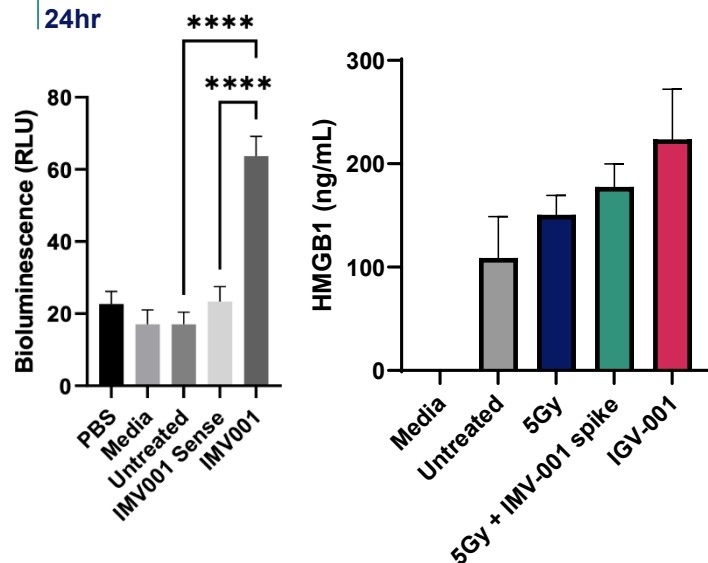 24hr
****
****
Bioluminescence (RLU)
80
60
40
20
0
PBS
Media
Untreated
IMV001 Sense
IMV001
HMGB1 (ng/mL)
300
200
100
0
Media
Untreated
5Gy
5Gy + IMV-001 spike
IGV-001